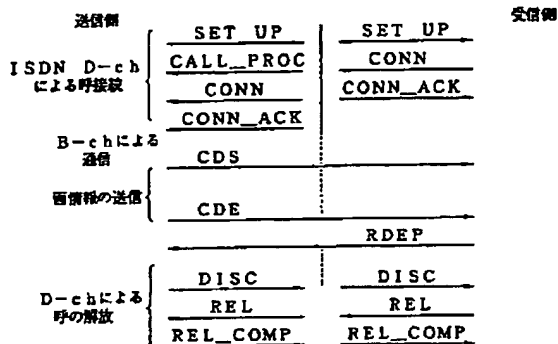 送信側
受信側
SET UP
SET UP
ISDN D-ch
による呼接続
CALL_PROC
CONN
CONN
CONN_ACK
CONN_ACK
B-chによる
通信
CDS
画情報の送信
CDE
RDEP
D-chによる
呼の解放
DISC
DISC
REL
REL
REL_COMP
REL_COMP